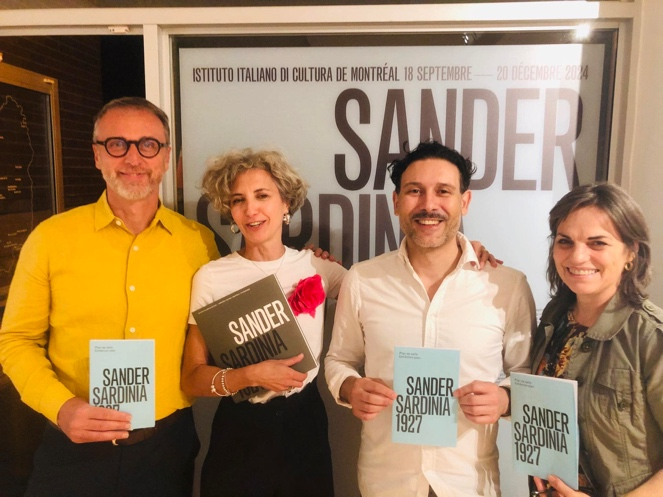 ISTITUTO ITALIANO DI CULTURA DE MONTRÉAL 18 SEPTEMBRE — 20 DÉCEMBRE 2024
SANDER
SARDINIA
SANDER
SARDINIA
SANDER
SARDINIA
1927
SANDER
SARDINIA
1927
SANDER
SARDINIA
1927